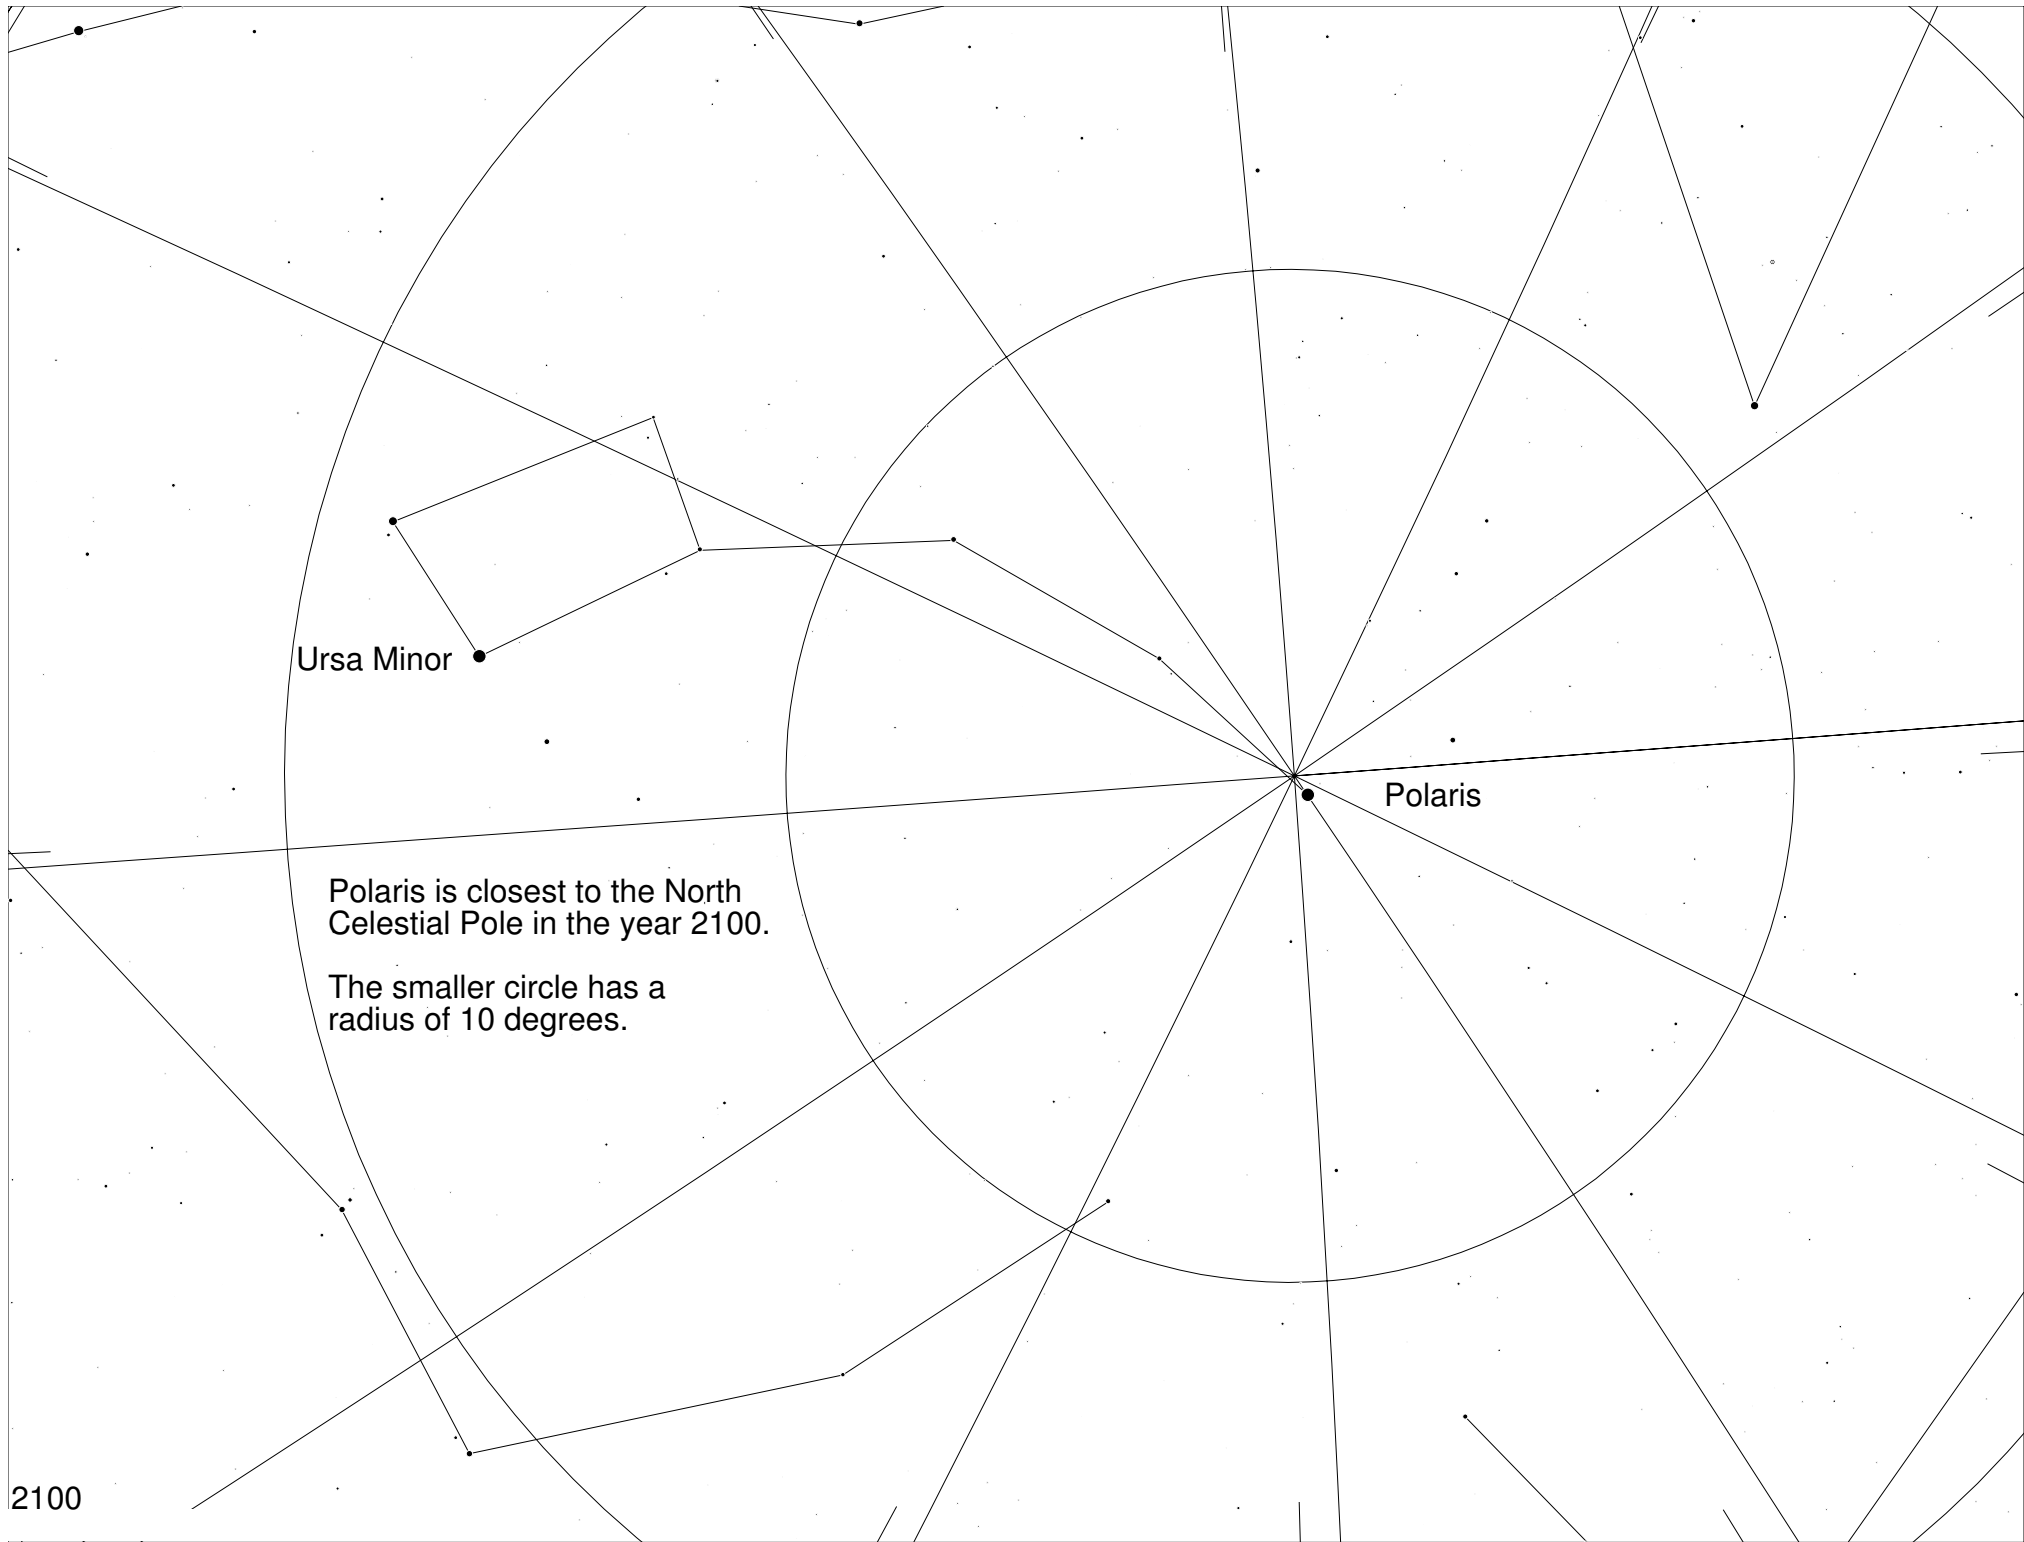 Ursa Minor
Polaris
Polaris is closest to the North
Celestial Pole in the year 2100.
The smaller circle has a
radius of 10 degrees.
2100